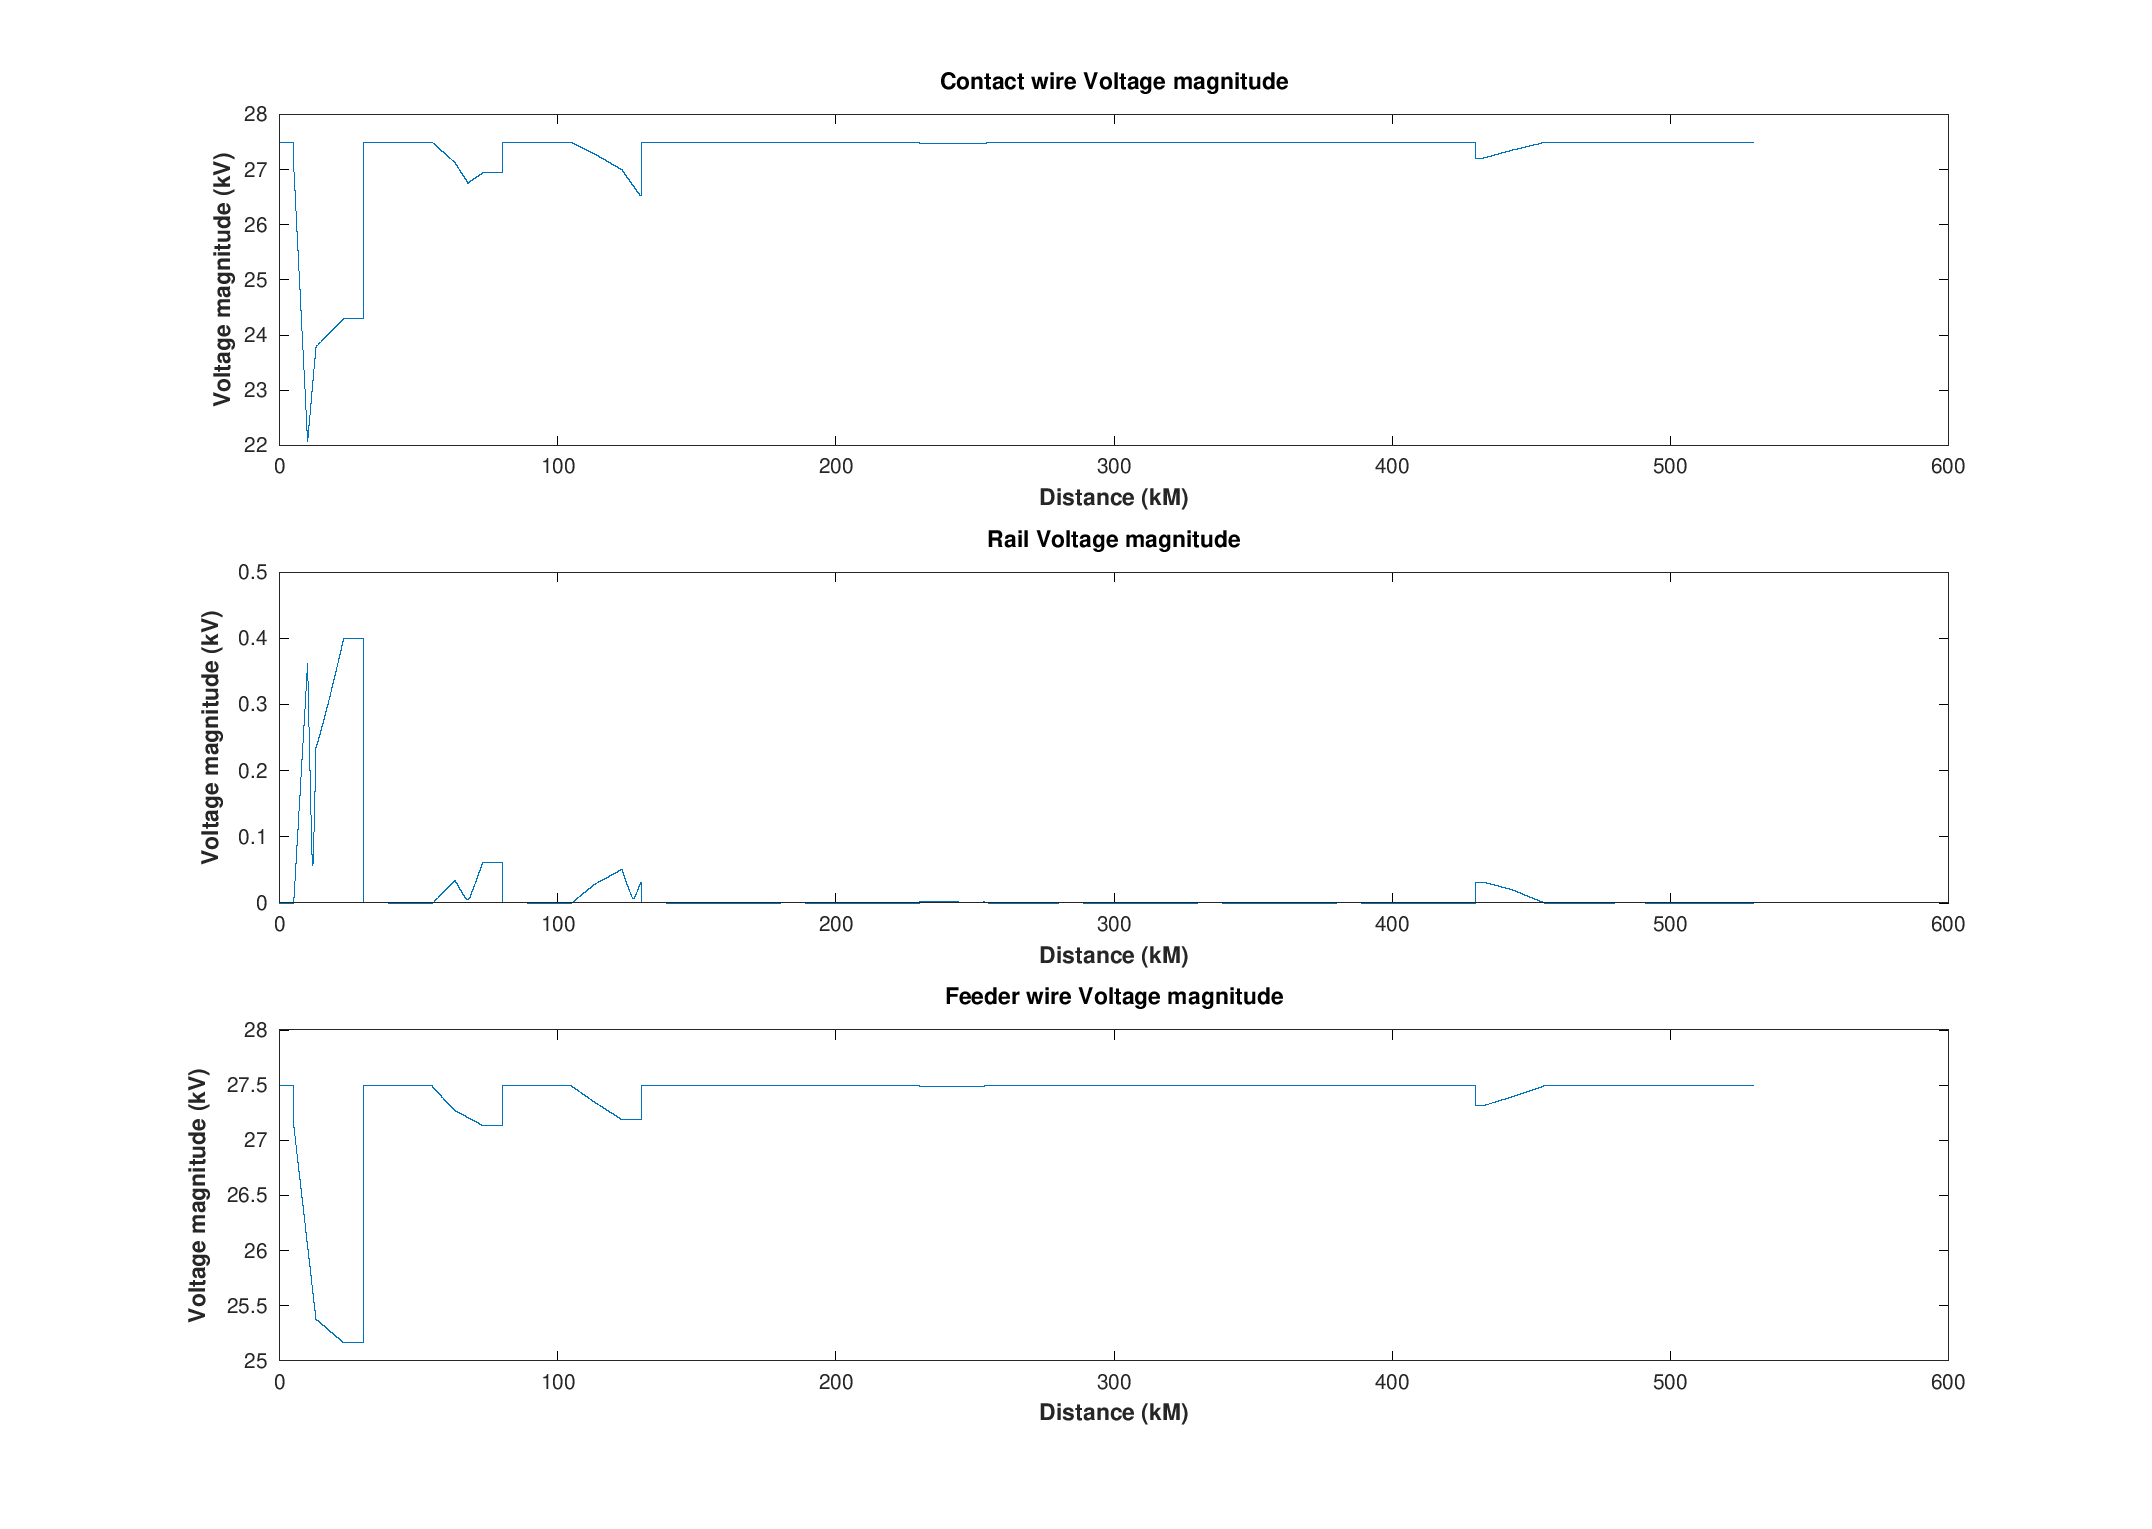 Contact wire Voltage magnitude
28
27
26
25
24
23
22
Voltage magnitude (kV)
0 100 200 300 400 500 600
Distance (kM)
Rail Voltage magnitude
0.5
0.4
0.3
0.2
0.1
0
Voltage magnitude (kV)
0 100 200 300 400 500 600
Distance (kM)
Feeder wire Voltage magnitude
28
27.5
27
26.5
26
25.5
25
Voltage magnitude (kV)
0 100 200 300 400 500 600
Distance (kM)